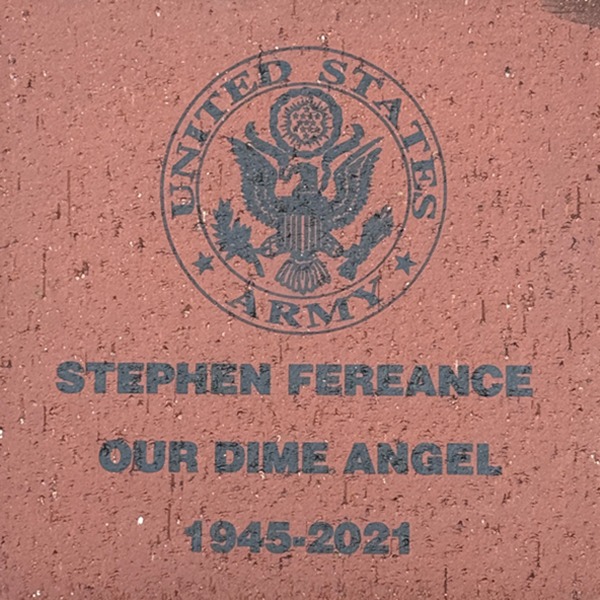 UNITED STATES
ARMY
STEPHEN FEREANCE
OUR DIME ANGEL
1945-2021